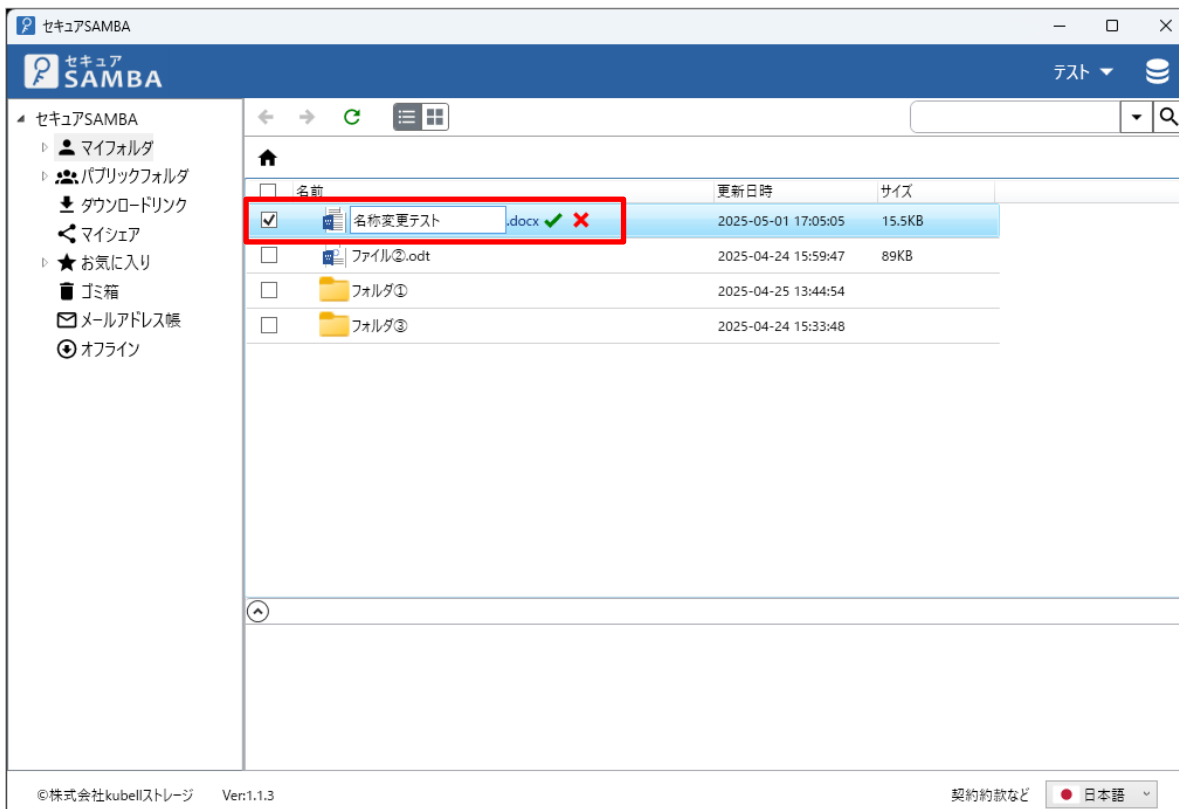 セキュアSAMBA
セキュア
SAMBA
テスト
セキュアSAMBA
マイフォルダ
パブリックフォルダ
ダウンロードリンク
マイシェア
お気に入り
ゴミ箱
メールアドレス帳
オフライン
名前 更新日時 サイズ
名称変更テスト .docx 2025-05-01 17:05:05 15.5KB
ファイル②.odt 2025-04-24 15:59:47 89KB
フォルダ① 2025-04-25 13:44:54
フォルダ③ 2025-04-24 15:33:48
©株式会社kubellストレージ Ver:1.1.3 契約約款など 日本語